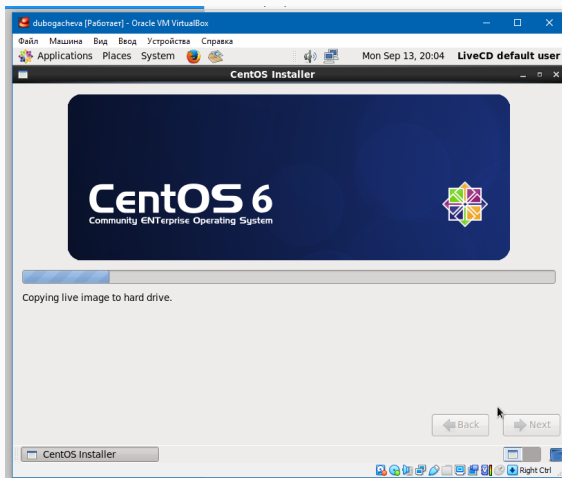 dubogacheva [Работает] - Oracle VM VirtualBox
Файл Машина Вид Ввод Устройства Справка
Applications Places System Mon Sep 13, 20:04 LiveCD default user
CentOS Installer
CentOS 6
Community ENTerprise Operating System
Copying live image to hard drive.
Back Next
CentOS Installer
Right Ctrl